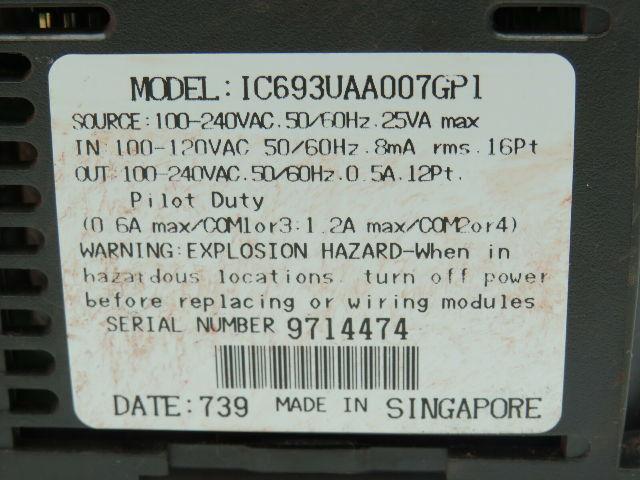 MODEL:IC693UAA007GP1
SOURCE:100-240VAC.50/60Hz.25VA max
IN:100-120VAC 50/60Hz.8mA rms.16Pt
OUT:100-240VAC.50/60Hz.0.5A.12Pt.
Pilot Duty
(0.6A max/COM1or3:1.2A max/COM2or4)
WARNING:EXPLOSION HAZARD-When in
hazardous locations. turn off power
before replacing or wiring modules
SERIAL NUMBER 9714474
DATE:739 MADE IN SINGAPORE